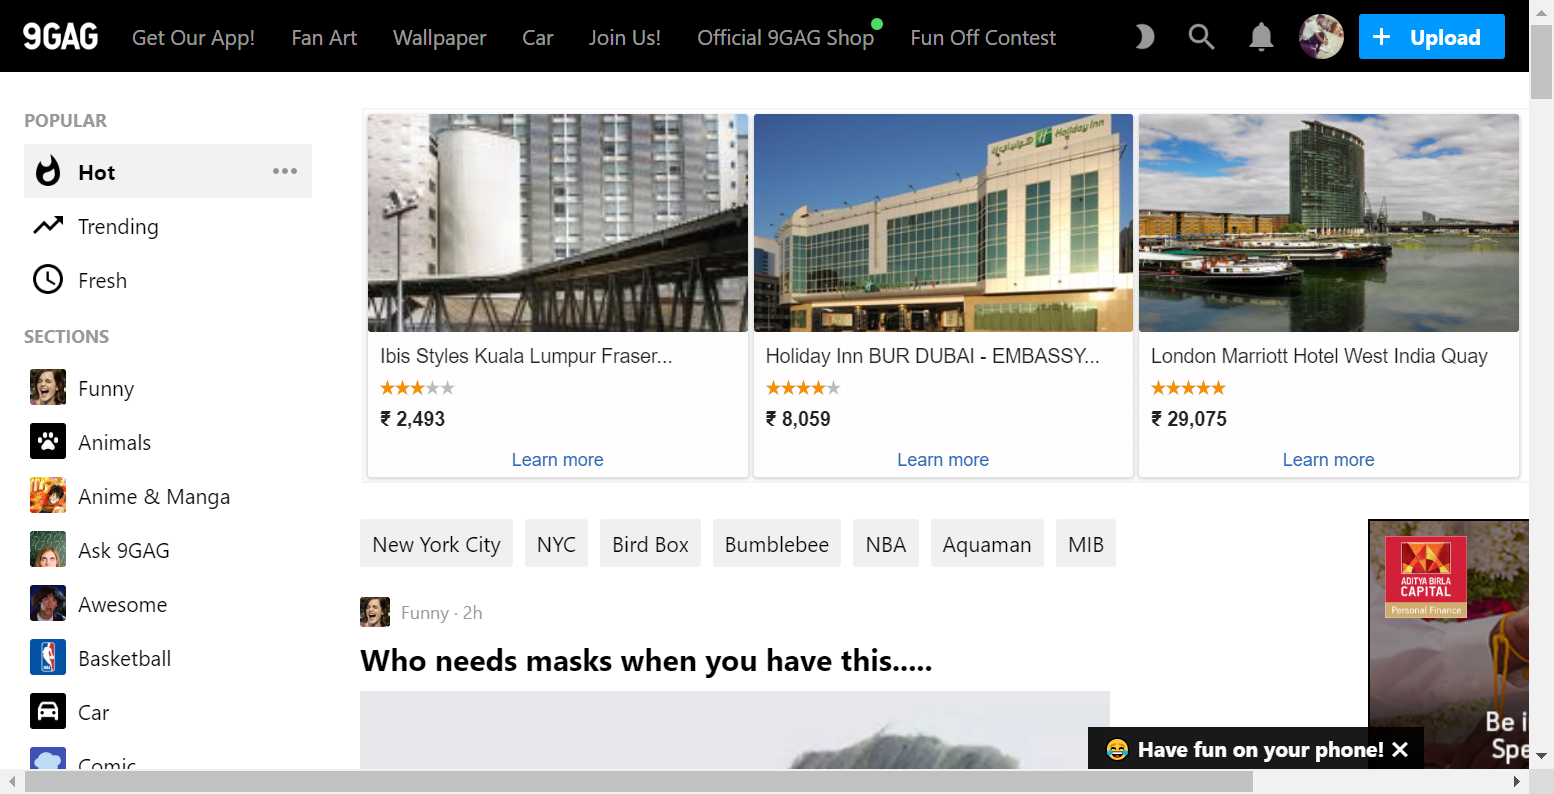 9GAG Get Our App! Fan Art Wallpaper Car Join Us! Official 9GAG Shop Fun Off Contest + Upload
POPULAR
Hot
Trending
Fresh
SECTIONS
Funny
Animals
Anime & Manga
Ask 9GAG
Awesome
Basketball
Car
Comic
Holiday Inn
Ibis Styles Kuala Lumpur Fraser...
₹ 2,493
Learn more
Holiday Inn BUR DUBAI - EMBASSY...
₹ 8,059
Learn more
London Marriott Hotel West India Quay
₹ 29,075
Learn more
New York City NYC Bird Box Bumblebee NBA Aquaman MIB
Funny · 2h
Who needs masks when you have this.....
ADITYA BIRLA
CAPITAL
Personal Finance
Be i
Spe
😂 Have fun on your phone! ✕